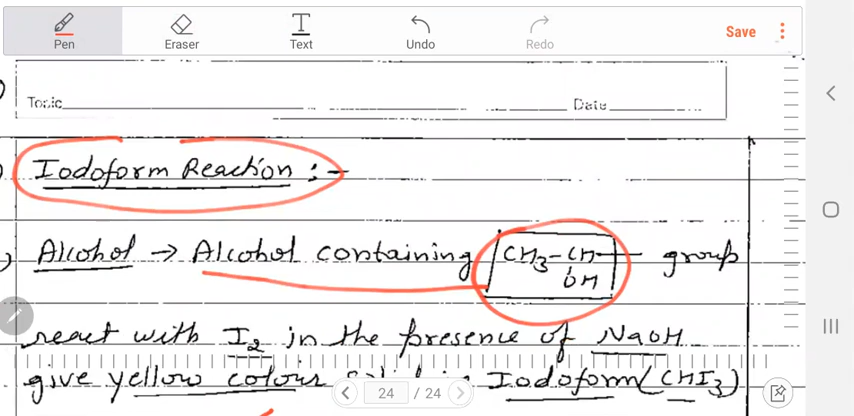 Pen Eraser Text Undo Redo Save
Topic Date
Iodoform Reaction :-
Alcohol → Alcohol containing CH3-CH- group
OH
react with I2 in the presence of NaOH
give yellow colour Iodoform (CHI3)
24 / 24